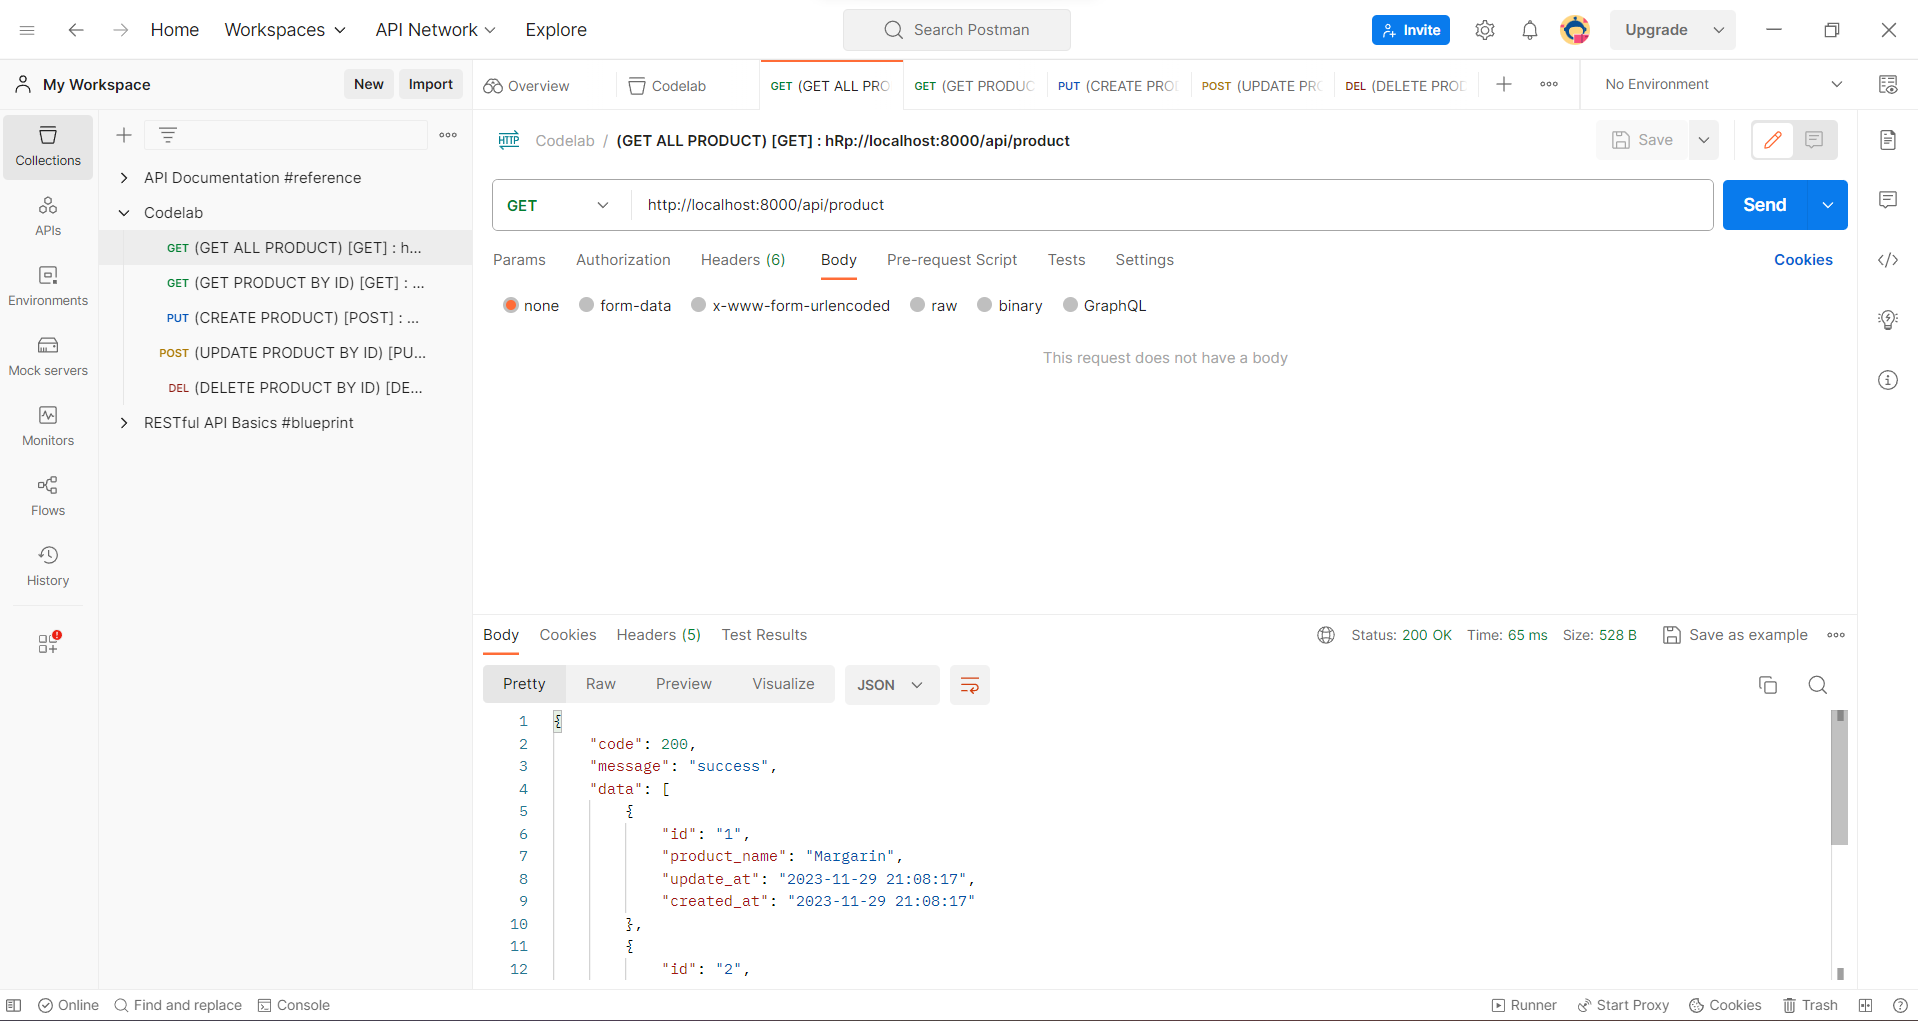 Home Workspaces API Network Explore Search Postman Invite Upgrade
My Workspace New Import Overview Codelab GET (GET ALL PRO GET (GET PRODUC PUT (CREATE PROD POST (UPDATE PRO DEL (DELETE PROD No Environment
Collections
APIs
Environments
Mock servers
Monitors
Flows
History
API Documentation #reference
Codelab
GET (GET ALL PRODUCT) [GET] : h...
GET (GET PRODUCT BY ID) [GET] : ...
PUT (CREATE PRODUCT) [POST] : ...
POST (UPDATE PRODUCT BY ID) [PU...
DEL (DELETE PRODUCT BY ID) [DE...
RESTful API Basics #blueprint
HTTP Codelab / (GET ALL PRODUCT) [GET] : hRp://localhost:8000/api/product Save
GET http://localhost:8000/api/product Send
Params Authorization Headers (6) Body Pre-request Script Tests Settings Cookies
none form-data x-www-form-urlencoded raw binary GraphQL
This request does not have a body
Body Cookies Headers (5) Test Results Status: 200 OK Time: 65 ms Size: 528 B Save as example
Pretty Raw Preview Visualize JSON
1 {
2 "code": 200,
3 "message": "success",
4 "data": [
5 {
6 "id": "1",
7 "product_name": "Margarin",
8 "update_at": "2023-11-29 21:08:17",
9 "created_at": "2023-11-29 21:08:17"
10 },
11 {
12 "id": "2",
Online Find and replace Console Runner Start Proxy Cookies Trash